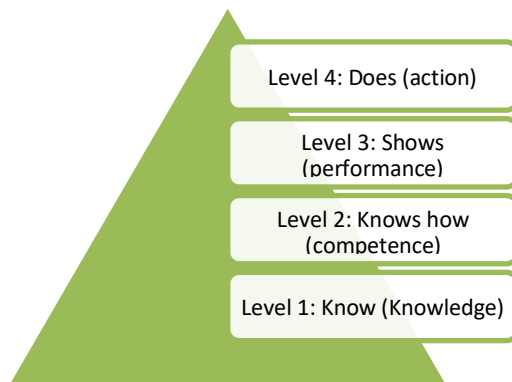 Level 4: Does (action)
Level 3: Shows
(performance)
Level 2: Knows how
(competence)
Level 1: Know (Knowledge)